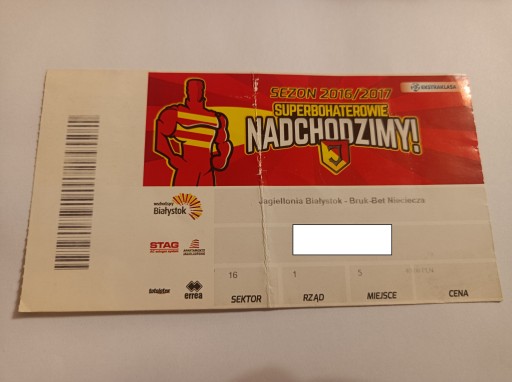 SEZON 2016/2017
EKSTRAKLASA
SUPERBOHATEROWIE
NADCHODZIMY!
wschodzący
Białystok
Jagiellonia Białystok - Bruk-Bet Nieciecza
STAG
errea
16
1
5
SEKTOR
RZĄD
MIEJSCE
CENA